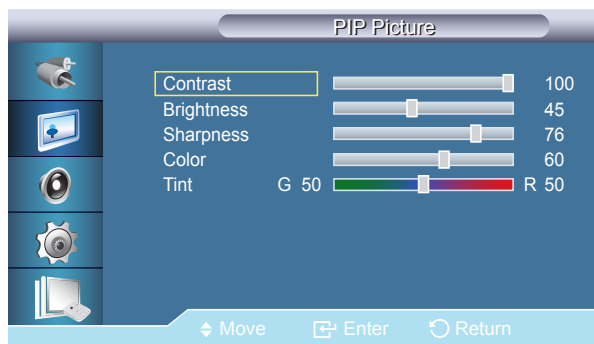 PIP Picture
Contrast 100
Brightness 45
Sharpness 76
Color 60
Tint G 50 R 50
Move Enter Return